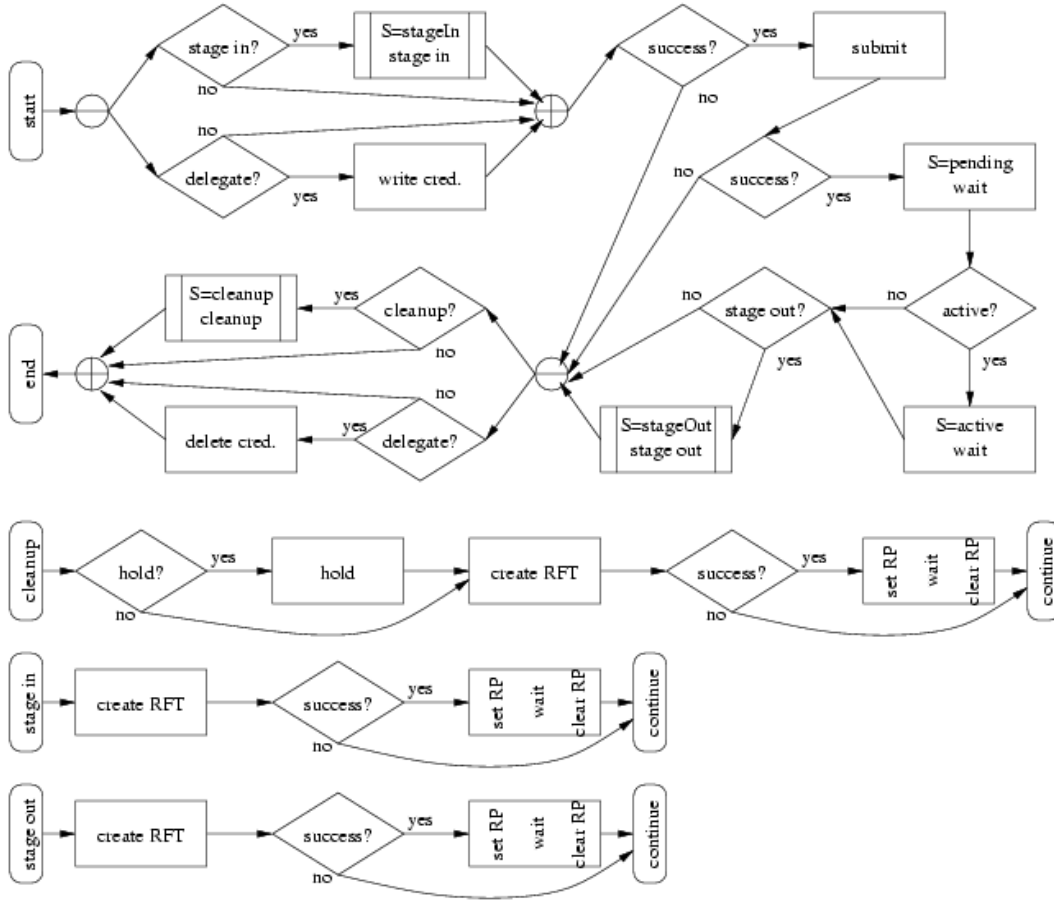 start
stage in?
yes
no
S=stageIn
stage in
no
delegate?
yes
write cred.
success?
yes
no
submit
no
success?
yes
S=pending
wait
active?
no
yes
S=active
wait
stage out?
no
yes
S=stageOut
stage out
cleanup?
yes
no
S=cleanup
cleanup
no
delegate?
yes
delete cred.
end
cleanup
hold?
yes
no
hold
create RFT
success?
yes
no
set RP
wait
clear RP
continue
stage in
create RFT
success?
yes
no
set RP
wait
clear RP
continue
stage out
create RFT
success?
yes
no
set RP
wait
clear RP
continue